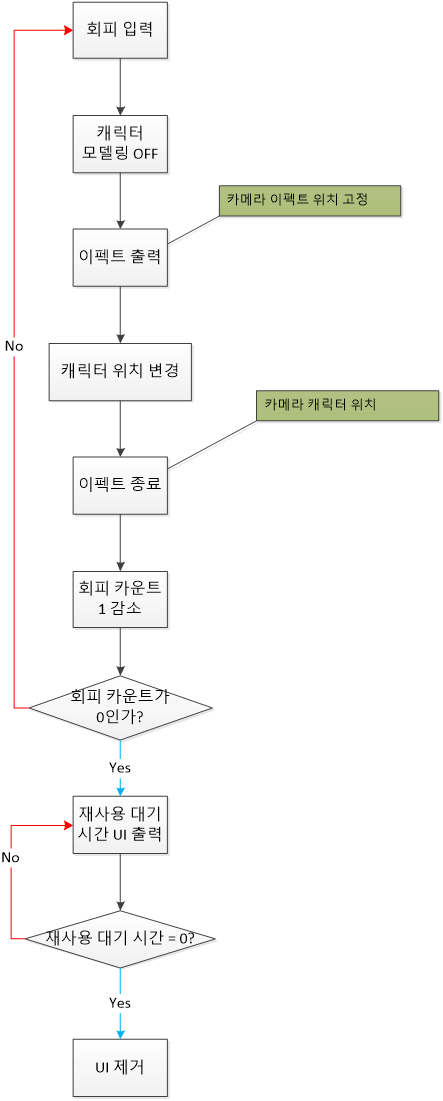 회피 입력
캐릭터
모델링 OFF
카메라 이펙트 위치 고정
이펙트 출력
No
캐릭터 위치 변경
카메라 캐릭터 위치
이펙트 종료
회피 카운트
1 감소
회피 카운트가
0인가?
Yes
재사용 대기
시간 UI 출력
No
재사용 대기 시간 = 0?
Yes
UI 제거